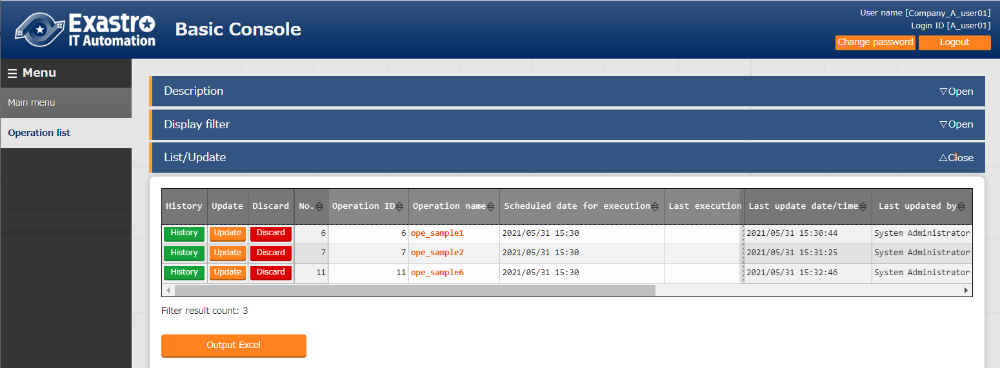 Exastro
IT Automation
Basic Console
User name [Company_A_user01]
Login ID [A_user01]
Change password Logout
Menu
Main menu
Operation list
Description ▽Open
Display filter ▽Open
List/Update △Close
History Update Discard No. Operation ID Operation name Scheduled date for execution Last execution Last update date/time Last updated by
History Update Discard 6 6 ope_sample1 2021/05/31 15:30 2021/05/31 15:30:44 System Administrator
History Update Discard 7 7 ope_sample2 2021/05/31 15:30 2021/05/31 15:31:25 System Administrator
History Update Discard 11 11 ope_sample6 2021/05/31 15:30 2021/05/31 15:32:46 System Administrator
Filter result count: 3
Output Excel